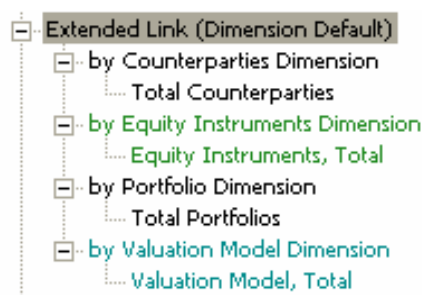 Extended Link (Dimension Default)
by Counterparties Dimension
Total Counterparties
by Equity Instruments Dimension
Equity Instruments, Total
by Portfolio Dimension
Total Portfolios
by Valuation Model Dimension
Valuation Model, Total